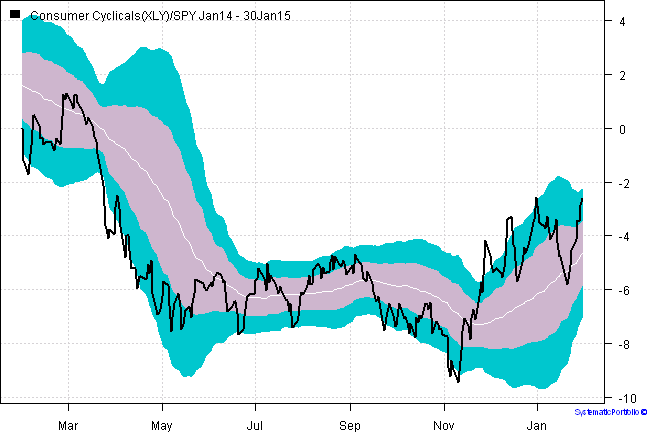 Consumer Cyclicals(XLY)/SPY Jan14 - 30Jan15
4
2
0
-2
-4
-6
-8
-10
Mar May Jul Sep Nov Jan
SystematicPortfolio ©